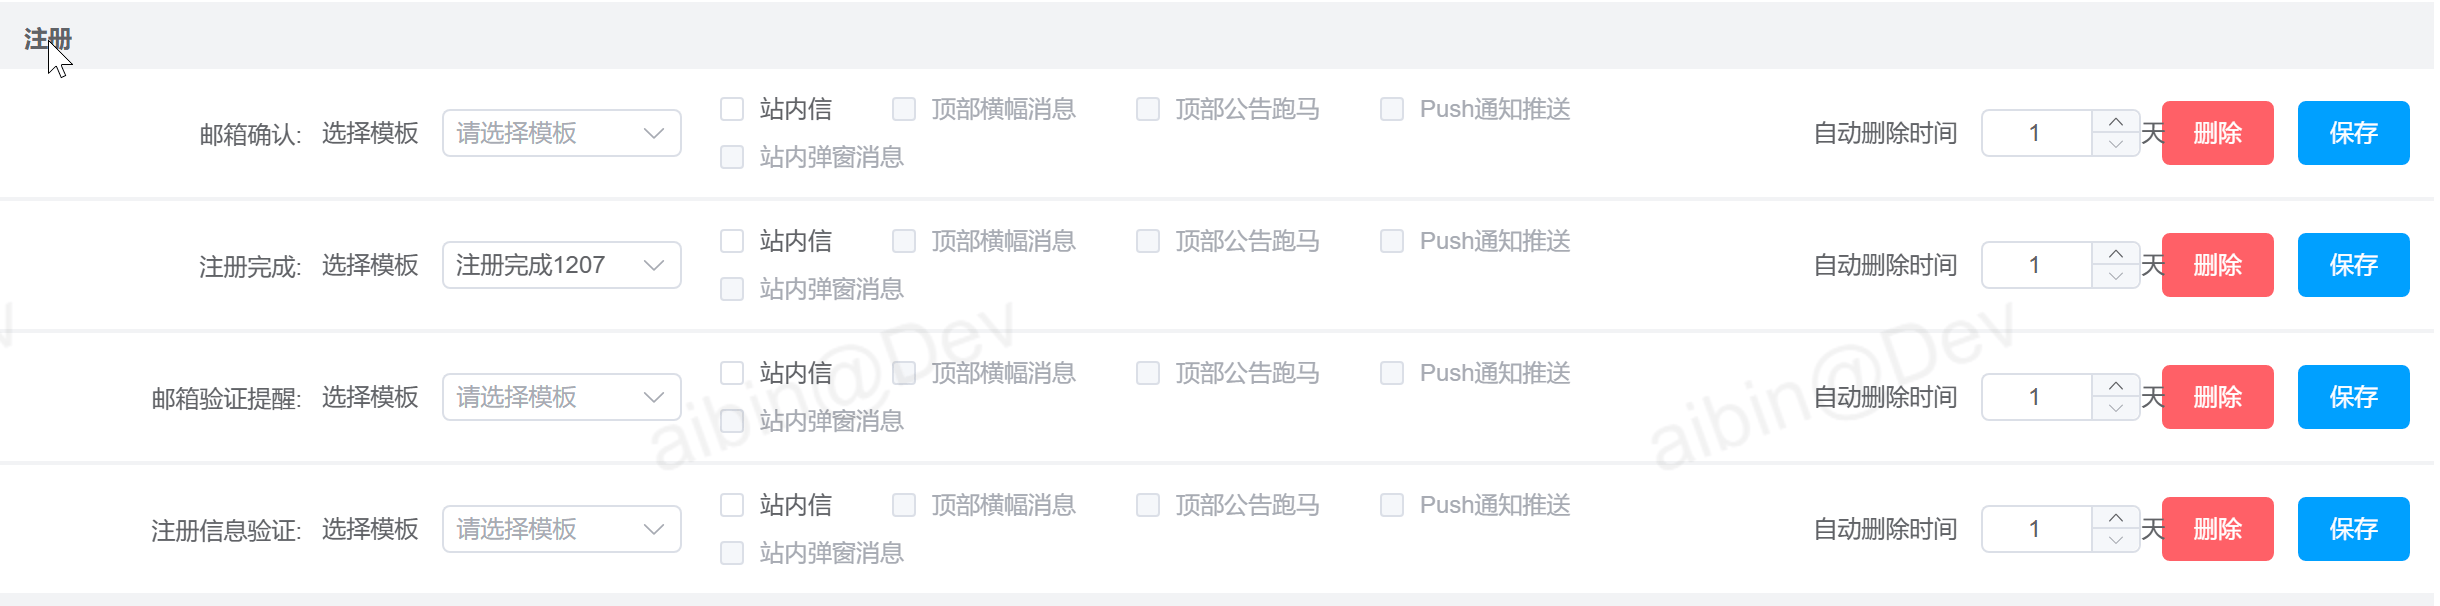 注册
邮箱确认: 选择模板 请选择模板 站内信 顶部横幅消息 顶部公告跑马 Push通知推送 自动删除时间 1 天 删除 保存
站内弹窗消息
注册完成: 选择模板 注册完成1207 站内信 顶部横幅消息 顶部公告跑马 Push通知推送 自动删除时间 1 天 删除 保存
站内弹窗消息
邮箱验证提醒: 选择模板 请选择模板 站内信 顶部横幅消息 顶部公告跑马 Push通知推送 自动删除时间 1 天 删除 保存
站内弹窗消息
注册信息验证: 选择模板 请选择模板 站内信 顶部横幅消息 顶部公告跑马 Push通知推送 自动删除时间 1 天 删除 保存
站内弹窗消息
aibin@Dev
aibin@Dev